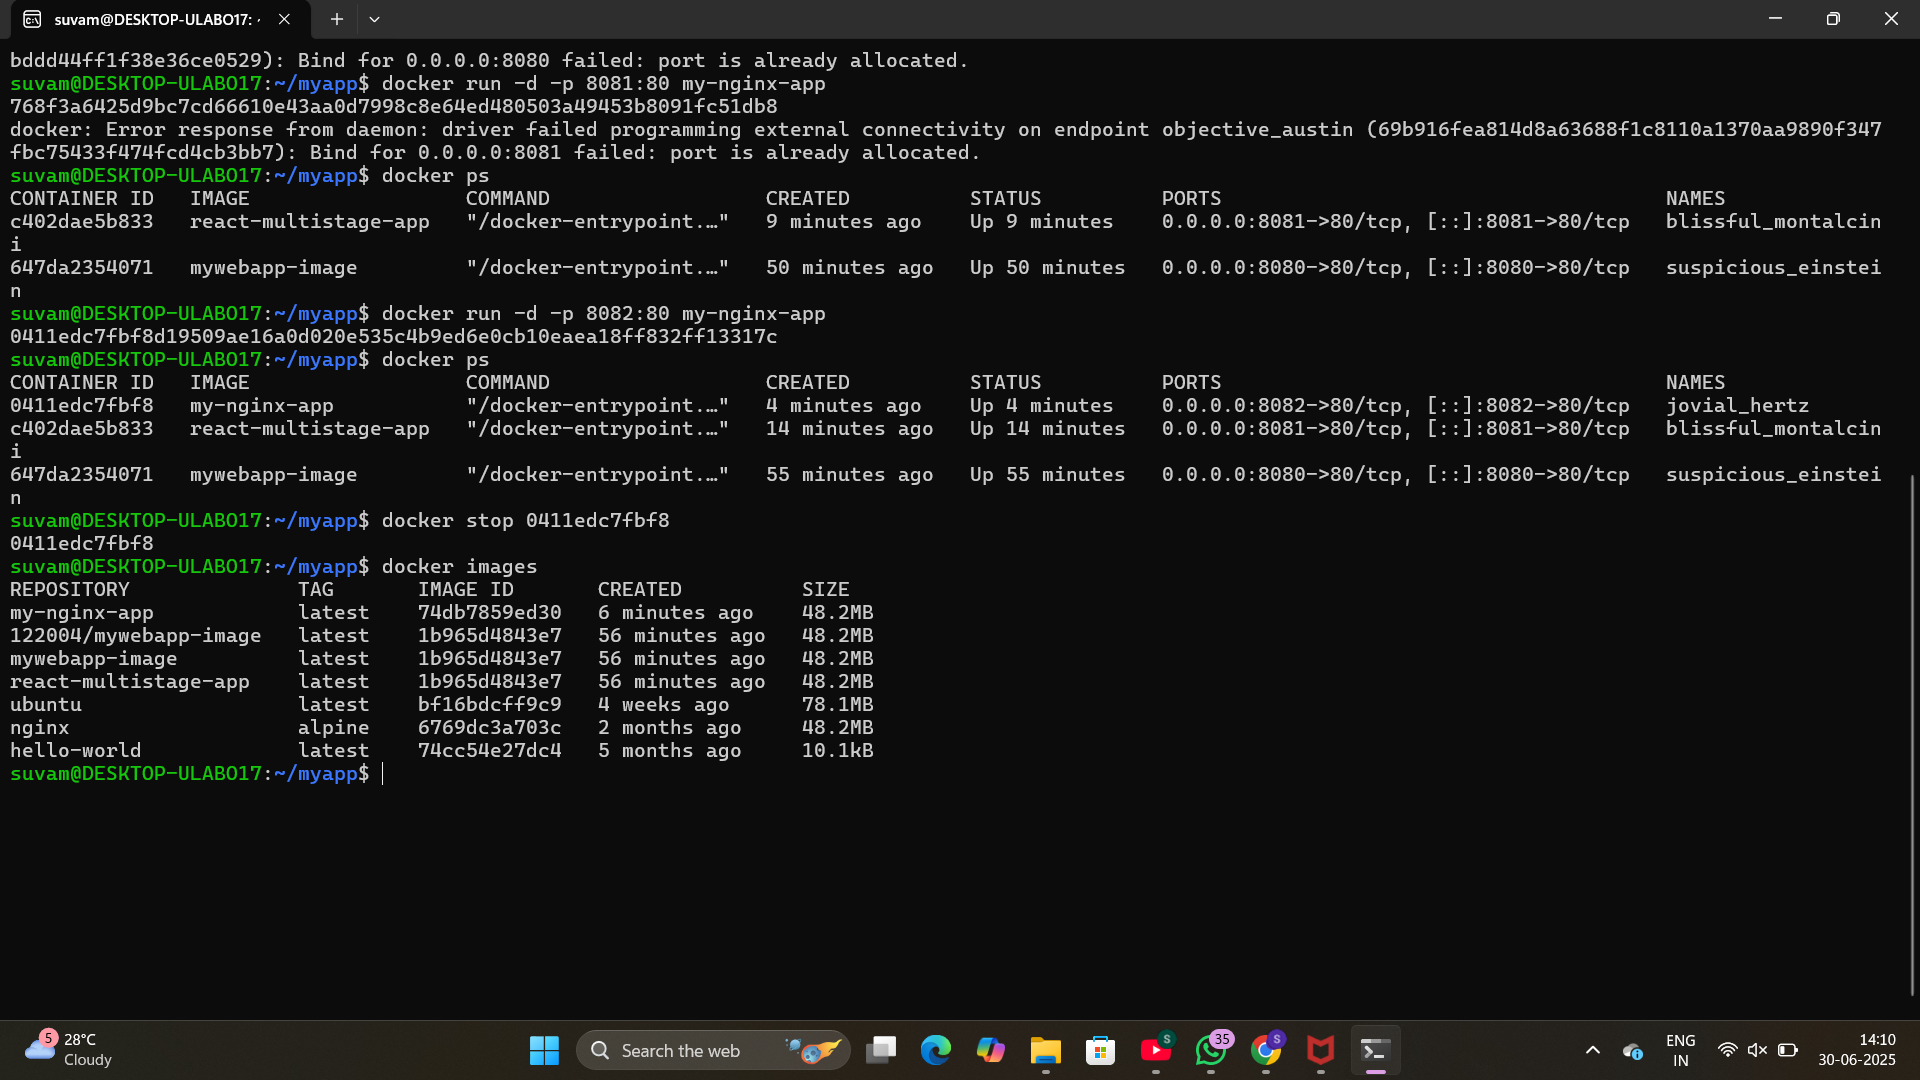 suvam@DESKTOP-ULABO17: ~
bddd44ff1f38e36ce0529): Bind for 0.0.0.0:8080 failed: port is already allocated.
suvam@DESKTOP-ULABO17:~/myapp$ docker run -d -p 8081:80 my-nginx-app
768f3a6425d9bc7cd66610e43aa0d7998c8e64ed480503a49453b8091fc51db8
docker: Error response from daemon: driver failed programming external connectivity on endpoint objective_austin (69b916fea814d8a63688f1c8110a1370aa9890f347
fbc75433f474fcd4cb3bb7): Bind for 0.0.0.0:8081 failed: port is already allocated.
suvam@DESKTOP-ULABO17:~/myapp$ docker ps
CONTAINER ID   IMAGE                  COMMAND                  CREATED          STATUS          PORTS                                     NAMES
c402dae5b833   react-multistage-app   "/docker-entrypoint.…"   9 minutes ago    Up 9 minutes    0.0.0.0:8081->80/tcp, [::]:8081->80/tcp   blissful_montalcin
i
647da2354071   mywebapp-image         "/docker-entrypoint.…"   50 minutes ago   Up 50 minutes   0.0.0.0:8080->80/tcp, [::]:8080->80/tcp   suspicious_einstei
n
suvam@DESKTOP-ULABO17:~/myapp$ docker run -d -p 8082:80 my-nginx-app
0411edc7fbf8d19509ae16a0d020e535c4b9ed6e0cb10eaea18ff832ff13317c
suvam@DESKTOP-ULABO17:~/myapp$ docker ps
CONTAINER ID   IMAGE                  COMMAND                  CREATED          STATUS          PORTS                                     NAMES
0411edc7fbf8   my-nginx-app           "/docker-entrypoint.…"   4 minutes ago    Up 4 minutes    0.0.0.0:8082->80/tcp, [::]:8082->80/tcp   jovial_hertz
c402dae5b833   react-multistage-app   "/docker-entrypoint.…"   14 minutes ago   Up 14 minutes   0.0.0.0:8081->80/tcp, [::]:8081->80/tcp   blissful_montalcin
i
647da2354071   mywebapp-image         "/docker-entrypoint.…"   55 minutes ago   Up 55 minutes   0.0.0.0:8080->80/tcp, [::]:8080->80/tcp   suspicious_einstei
n
suvam@DESKTOP-ULABO17:~/myapp$ docker stop 0411edc7fbf8
0411edc7fbf8
suvam@DESKTOP-ULABO17:~/myapp$ docker images
REPOSITORY              TAG       IMAGE ID       CREATED          SIZE
my-nginx-app            latest    74db7859ed30   6 minutes ago    48.2MB
122004/mywebapp-image   latest    1b965d4843e7   56 minutes ago   48.2MB
mywebapp-image          latest    1b965d4843e7   56 minutes ago   48.2MB
react-multistage-app    latest    1b965d4843e7   56 minutes ago   48.2MB
ubuntu                  latest    bf16bdcff9c9   4 weeks ago      78.1MB
nginx                   alpine    6769dc3a703c   2 months ago     48.2MB
hello-world             latest    74cc54e27dc4   5 months ago     10.1kB
suvam@DESKTOP-ULABO17:~/myapp$
5 28°C
Cloudy
Search the web
S
35
S
ENG
IN
14:10
30-06-2025